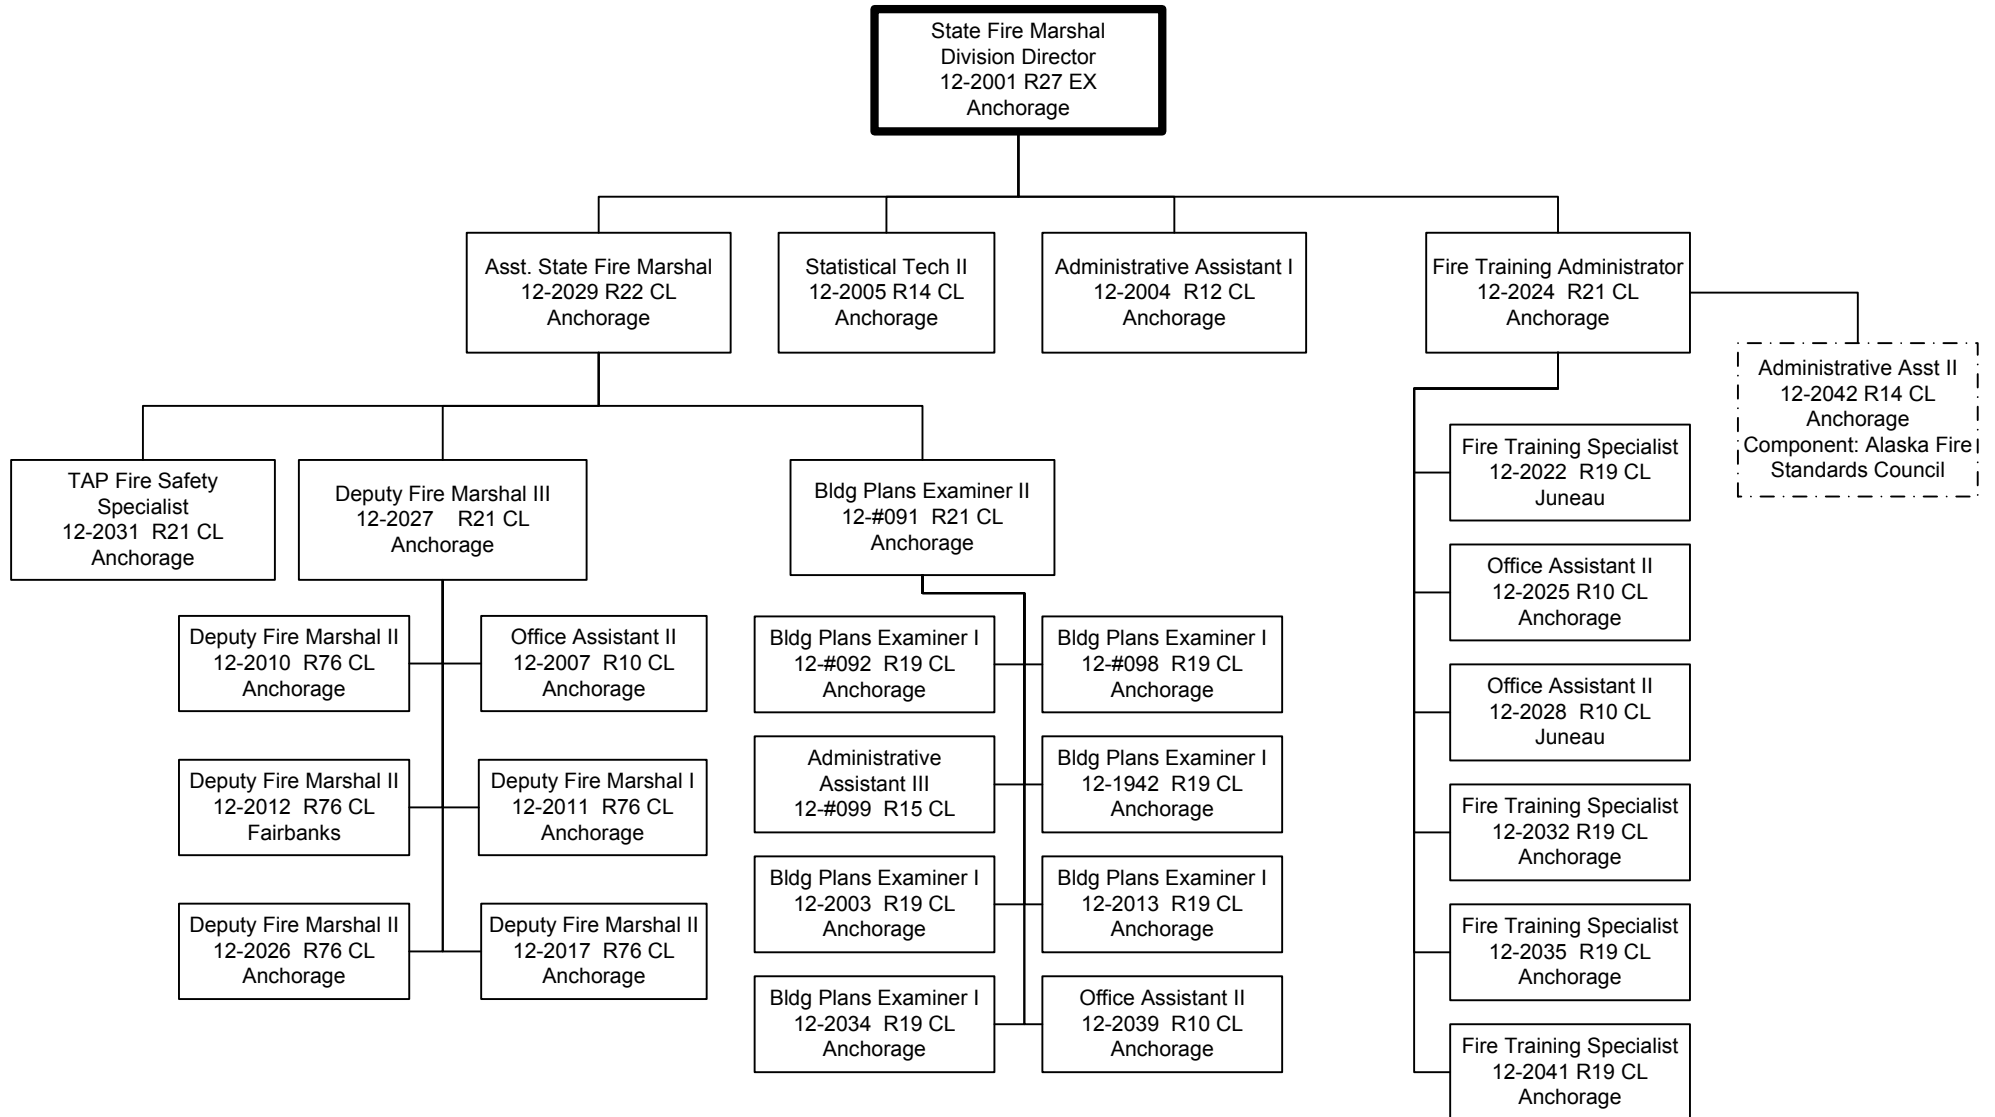 State Fire Marshal
Division Director
12-2001 R27 EX
Anchorage
Asst. State Fire Marshal
12-2029 R22 CL
Anchorage
Statistical Tech II
12-2005 R14 CL
Anchorage
Administrative Assistant I
12-2004 R12 CL
Anchorage
Fire Training Administrator
12-2024 R21 CL
Anchorage
Administrative Asst II
12-2042 R14 CL
Anchorage
Component: Alaska Fire
Standards Council
TAP Fire Safety
Specialist
12-2031 R21 CL
Anchorage
Deputy Fire Marshal III
12-2027 R21 CL
Anchorage
Bldg Plans Examiner II
12-#091 R21 CL
Anchorage
Deputy Fire Marshal II
12-2010 R76 CL
Anchorage
Office Assistant II
12-2007 R10 CL
Anchorage
Deputy Fire Marshal II
12-2012 R76 CL
Fairbanks
Deputy Fire Marshal I
12-2011 R76 CL
Anchorage
Deputy Fire Marshal II
12-2026 R76 CL
Anchorage
Deputy Fire Marshal II
12-2017 R76 CL
Anchorage
Bldg Plans Examiner I
12-#092 R19 CL
Anchorage
Bldg Plans Examiner I
12-#098 R19 CL
Anchorage
Administrative
Assistant III
12-#099 R15 CL
Bldg Plans Examiner I
12-1942 R19 CL
Anchorage
Bldg Plans Examiner I
12-2003 R19 CL
Anchorage
Bldg Plans Examiner I
12-2013 R19 CL
Anchorage
Bldg Plans Examiner I
12-2034 R19 CL
Anchorage
Office Assistant II
12-2039 R10 CL
Anchorage
Fire Training Specialist
12-2022 R19 CL
Juneau
Office Assistant II
12-2025 R10 CL
Anchorage
Office Assistant II
12-2028 R10 CL
Juneau
Fire Training Specialist
12-2032 R19 CL
Anchorage
Fire Training Specialist
12-2035 R19 CL
Anchorage
Fire Training Specialist
12-2041 R19 CL
Anchorage